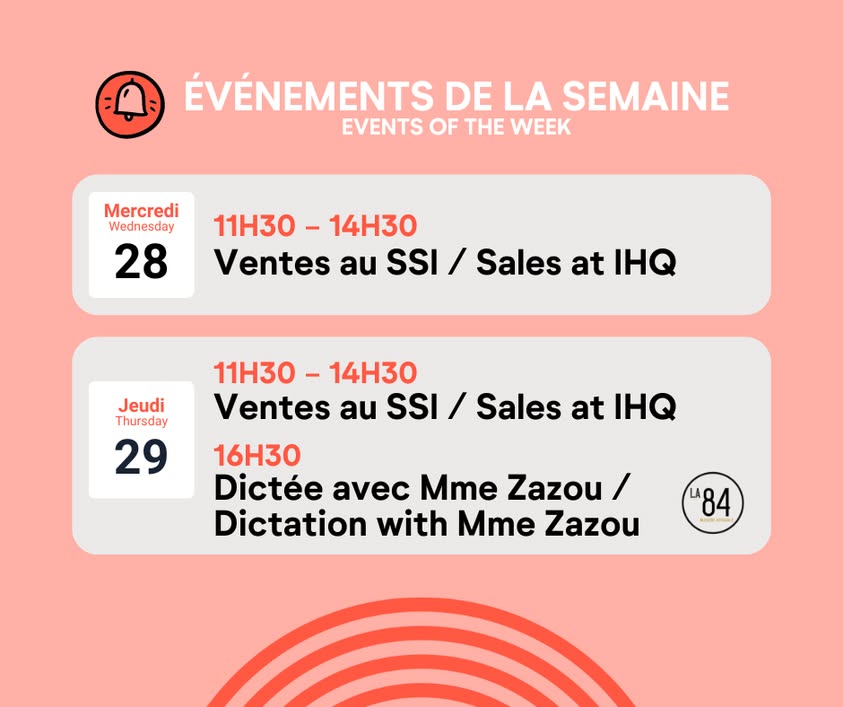 ÉVÉNEMENTS DE LA SEMAINE
EVENTS OF THE WEEK
Mercredi
Wednesday
28
11H30 – 14H30
Ventes au SSI / Sales at IHQ
Jeudi
Thursday
29
11H30 – 14H30
Ventes au SSI / Sales at IHQ
16H30
Dictée avec Mme Zazou /
Dictation with Mme Zazou
LA 84